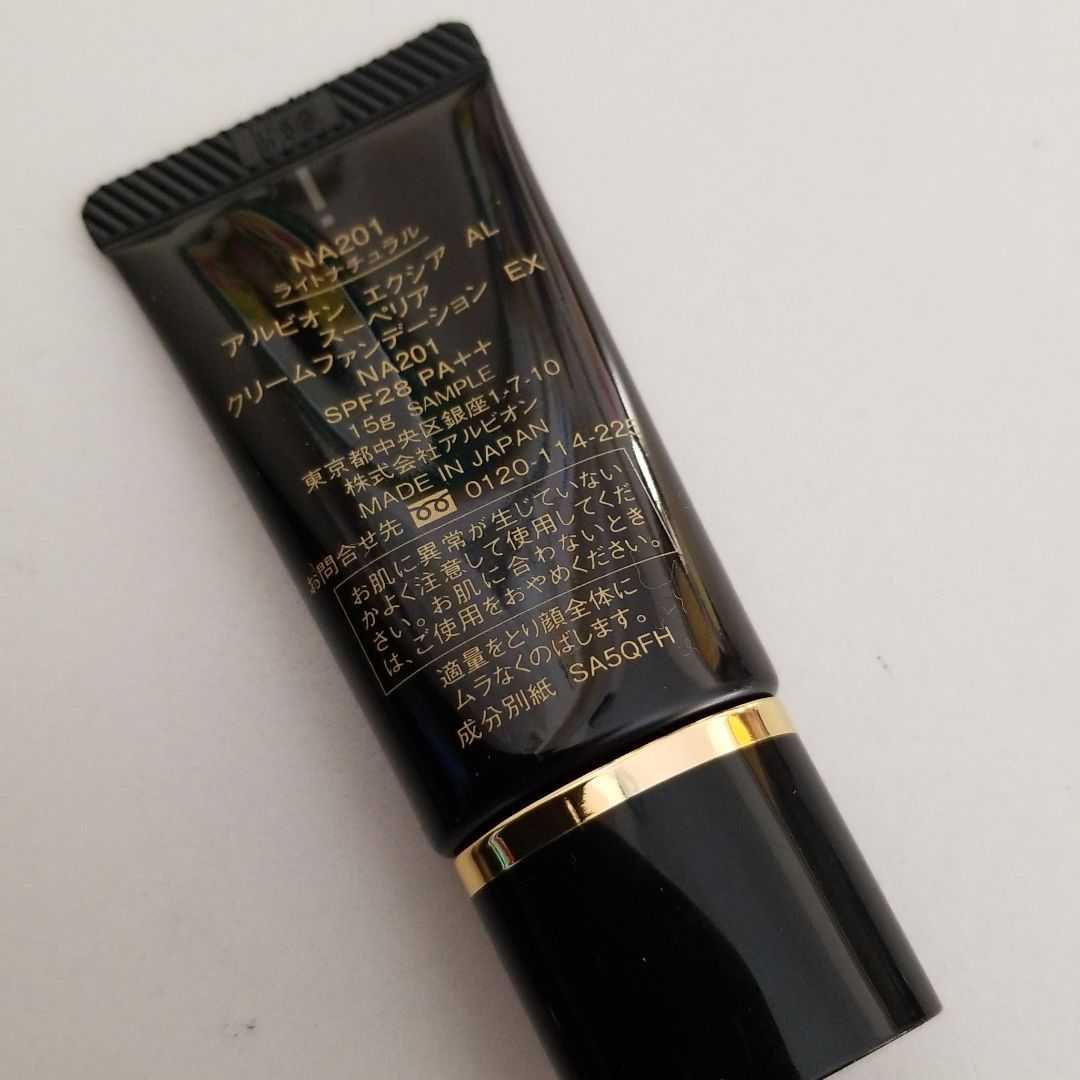 NA201
ライトナチュラル
アルビオン エクシア AL
スーペリア
クリームファンデーション EX
NA201
SPF28 PA++
15g SAMPLE
東京都中央区銀座1-7-10
株式会社アルビオン
MADE IN JAPAN
お問合せ先 0120-114-225
お肌に異常が生じていない
かよく注意して使用してくだ
さい。お肌に合わないとき
は、ご使用をおやめください。
適量をとり顔全体に
ムラなくのばします。
成分別紙 SA5QFH